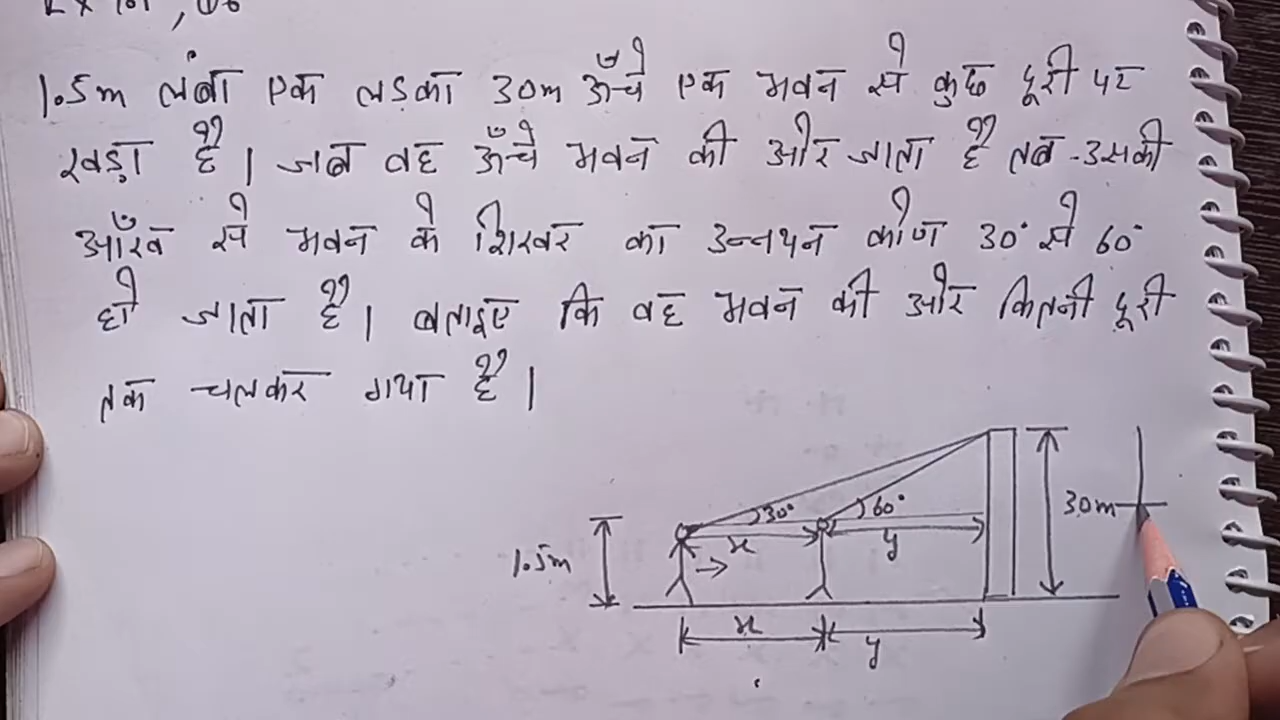 1.5m लंबा एक लड़का 30m ऊँचे एक भवन से कुछ दूरी पर
खड़ा है। जब वह ऊँचे भवन की ओर जाता है तब उसकी
आँख से भवन के शिखर का उन्नयन कोण 30° से 60°
हो जाता है। बताइए कि वह भवन की ओर कितनी दूरी
तक चलकर गया है।
30° 60° 30m
x y
1.5m
x y